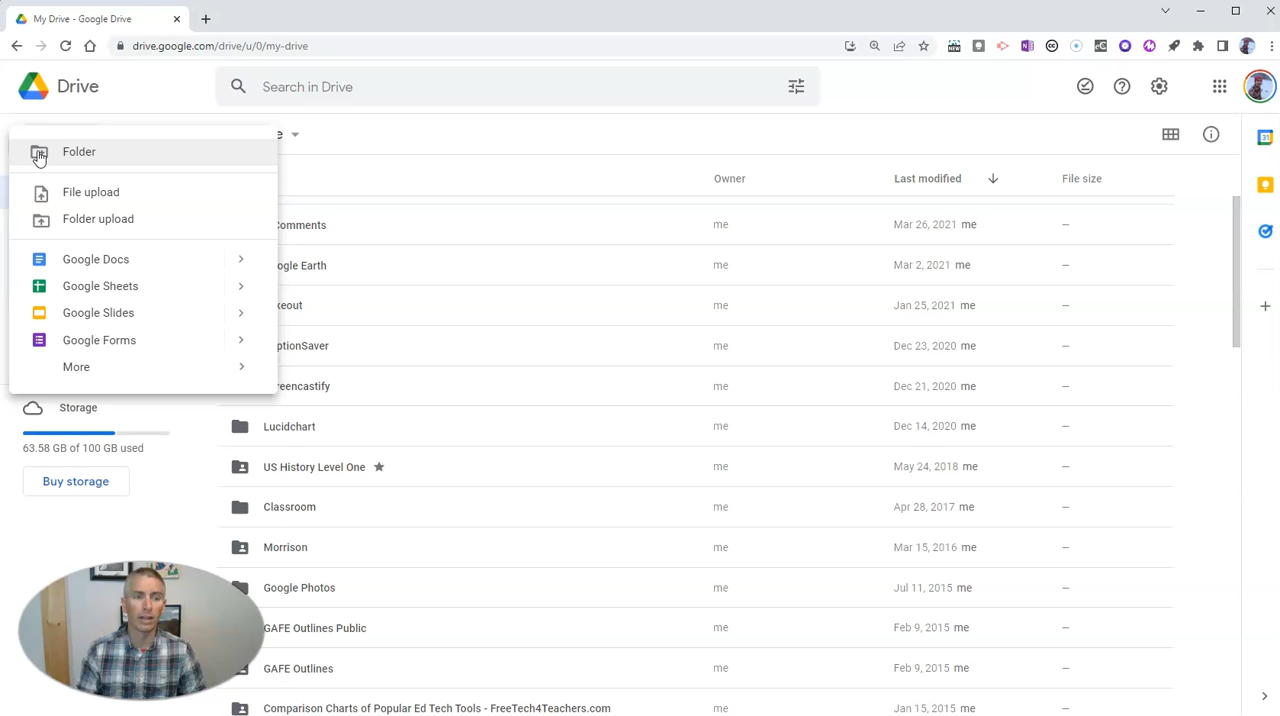 My Drive - Google Drive
drive.google.com/drive/u/0/my-drive
Drive
Search in Drive
Folder
File upload
Folder upload
Google Docs
Google Sheets
Google Slides
Google Forms
More
Storage
63.58 GB of 100 GB used
Buy storage
e
Owner
Last modified
File size
Comments me Mar 26, 2021 me –
ogle Earth me Mar 2, 2021 me –
eout me Jan 25, 2021 me –
ptionSaver me Dec 23, 2020 me –
reencastify me Dec 21, 2020 me –
Lucidchart me Dec 14, 2020 me –
US History Level One me May 24, 2018 me –
Classroom me Apr 28, 2017 me –
Morrison me Mar 15, 2016 me –
Google Photos me Jul 11, 2015 me –
GAFE Outlines Public me Feb 9, 2015 me –
GAFE Outlines me Feb 9, 2015 me –
Comparison Charts of Popular Ed Tech Tools - FreeTech4Teachers.com me Jan 15, 2015 me –